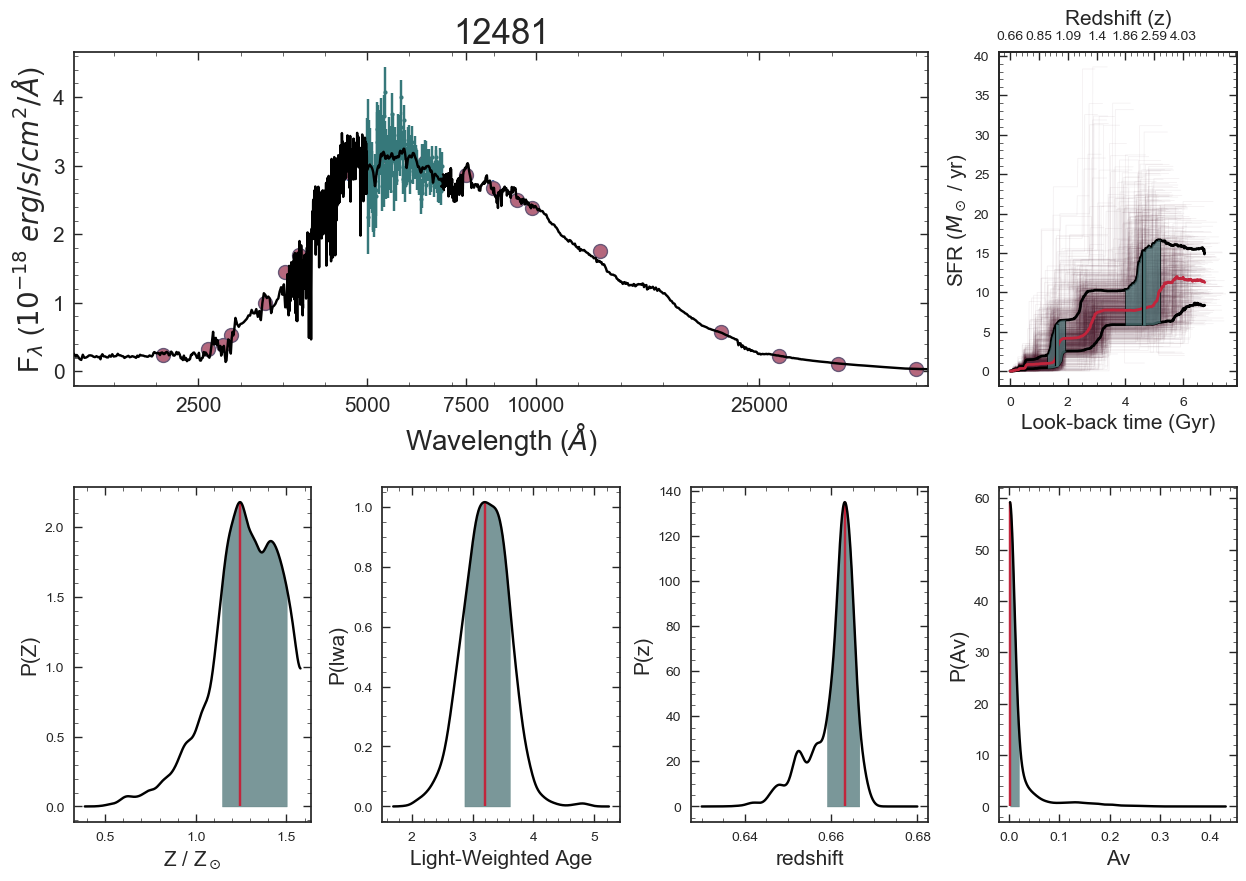 12481
F_λ (10^{-18} erg/s/cm^2/Å)
4
3
2
1
0
2500 5000 7500 10000 25000
Wavelength (Å)
Redshift (z)
0.66 0.85 1.09 1.4 1.86 2.59 4.03
SFR (M_⊙ / yr)
40
35
30
25
20
15
10
5
0
0 2 4 6
Look-back time (Gyr)
P(Z)
2.0
1.5
1.0
0.5
0.0
0.5 1.0 1.5
Z / Z_⊙
P(lwa)
1.0
0.8
0.6
0.4
0.2
0.0
2 3 4 5
Light-Weighted Age
P(z)
140
120
100
80
60
40
20
0
0.64 0.66 0.68
redshift
P(Av)
60
50
40
30
20
10
0
0.0 0.1 0.2 0.3 0.4
Av